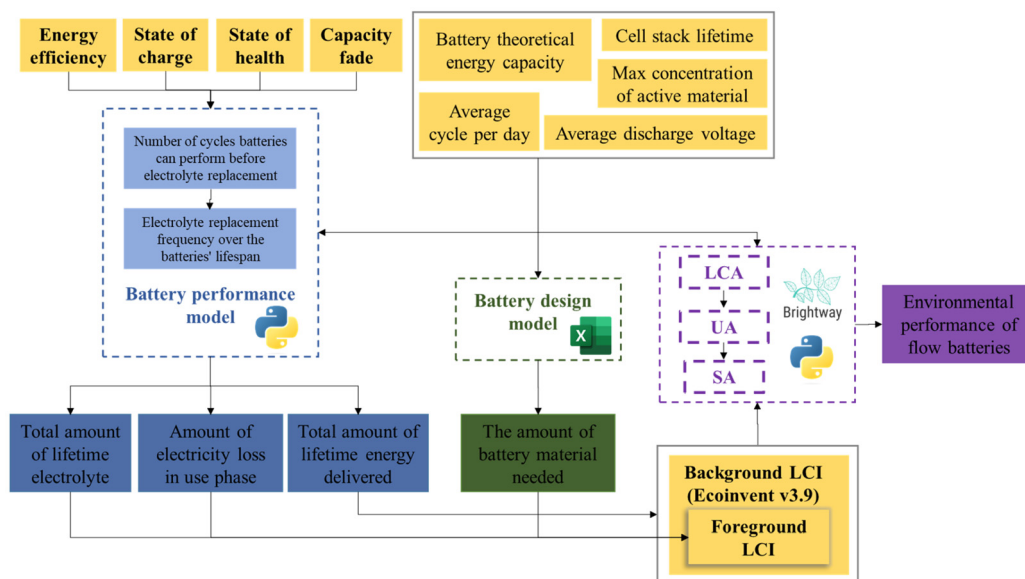 Energy
efficiency
State of
charge
State of
health
Capacity
fade
Battery theoretical
energy capacity
Cell stack lifetime
Max concentration
of active material
Average
cycle per day
Average discharge voltage
Number of cycles batteries
can perform before
electrolyte replacement
Electrolyte replacement
frequency over the
batteries' lifespan
Battery performance
model
Battery design
model
X
LCA
UA
SA
Brightway
Environmental
performance of
flow batteries
Total amount
of lifetime
electrolyte
Amount of
electricity loss
in use phase
Total amount of
lifetime energy
delivered
The amount of
battery material
needed
Background LCI
(Ecoinvent v3.9)
Foreground
LCI